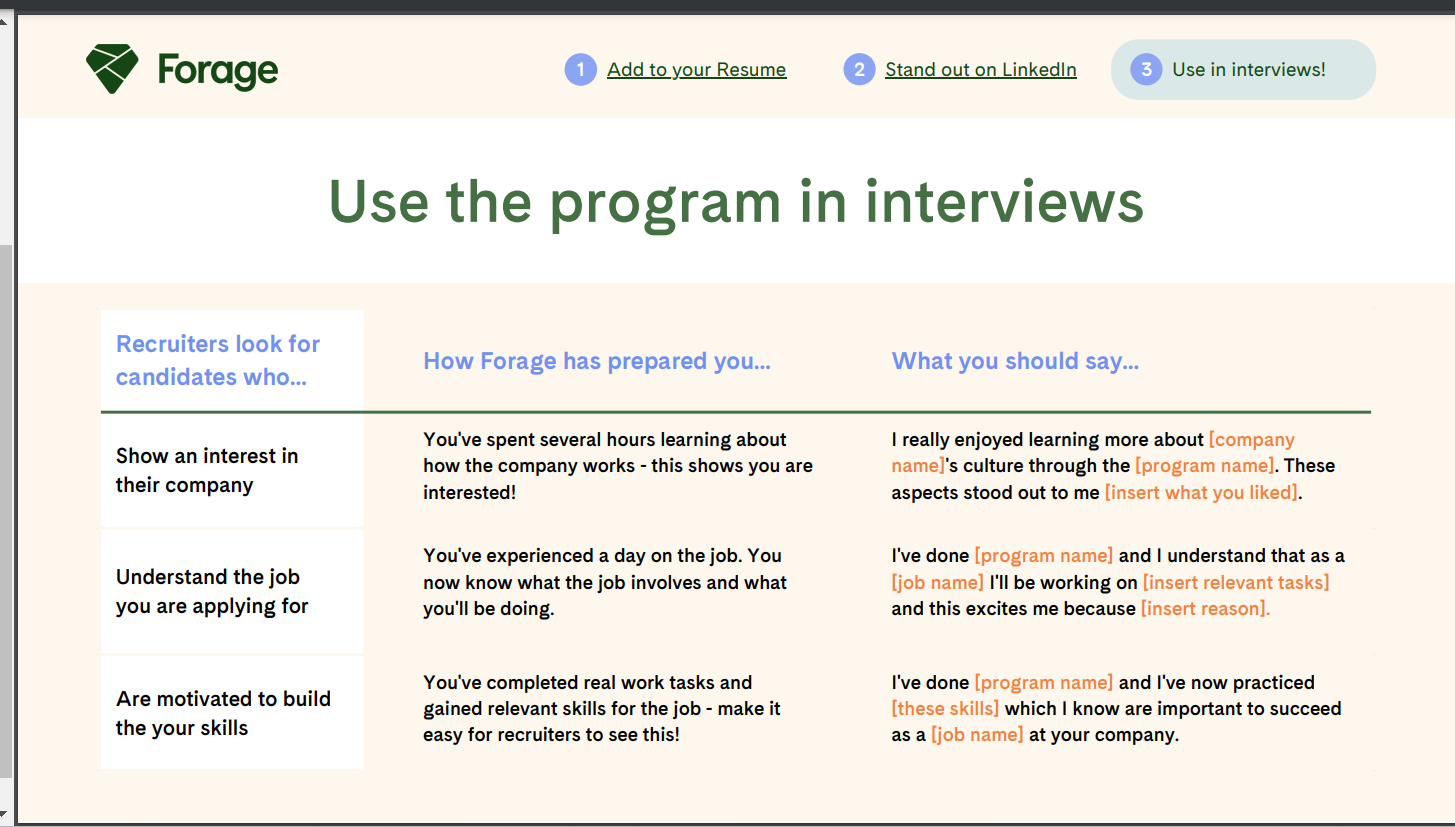 Forage
1 Add to your Resume
2 Stand out on LinkedIn
3 Use in interviews!
Use the program in interviews
Recruiters look for
candidates who...
How Forage has prepared you...
What you should say...
Show an interest in
their company
You've spent several hours learning about
how the company works - this shows you are
interested!
I really enjoyed learning more about [company
name]'s culture through the [program name]. These
aspects stood out to me [insert what you liked].
Understand the job
you are applying for
You've experienced a day on the job. You
now know what the job involves and what
you'll be doing.
I've done [program name] and I understand that as a
[job name] I'll be working on [insert relevant tasks]
and this excites me because [insert reason].
Are motivated to build
the your skills
You've completed real work tasks and
gained relevant skills for the job - make it
easy for recruiters to see this!
I've done [program name] and I've now practiced
[these skills] which I know are important to succeed
as a [job name] at your company.